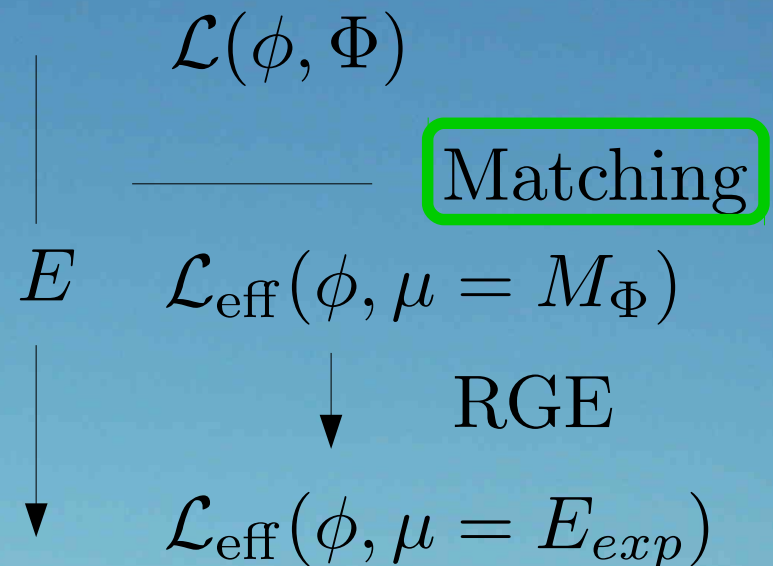 ℒ(ϕ, Φ)
Matching
E
ℒ_eff(ϕ, μ = M_Φ)
RGE
ℒ_eff(ϕ, μ = E_exp)